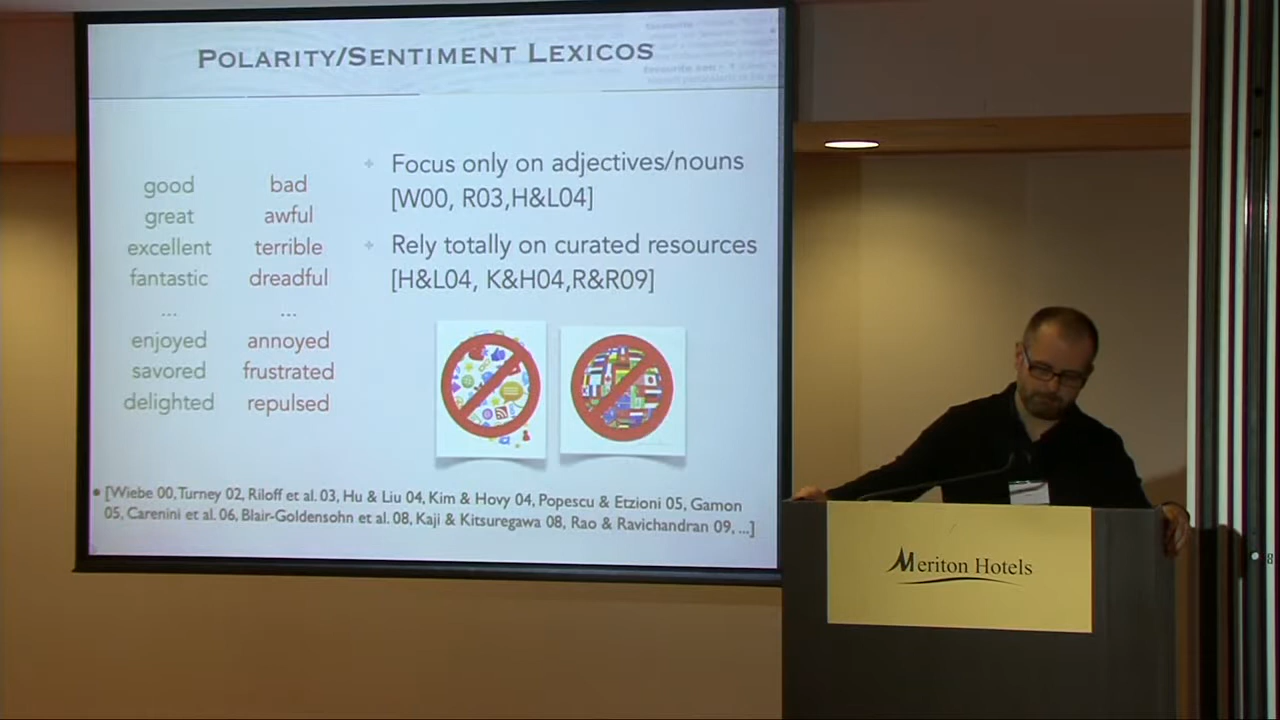 POLARITY/SENTIMENT LEXICOS
good bad
great awful
excellent terrible
fantastic dreadful
... ...
enjoyed annoyed
savored frustrated
delighted repulsed
Focus only on adjectives/nouns
[W00, R03,H&L04]
Rely totally on curated resources
[H&L04, K&H04,R&R09]
• [Wiebe 00, Turney 02, Riloff et al. 03, Hu & Liu 04, Kim & Hovy 04, Popescu & Etzioni 05, Gamon
05, Carenini et al. 06, Blair-Goldensohn et al. 08, Kaji & Kitsuregawa 08, Rao & Ravichandran 09, ...]
Meriton Hotels